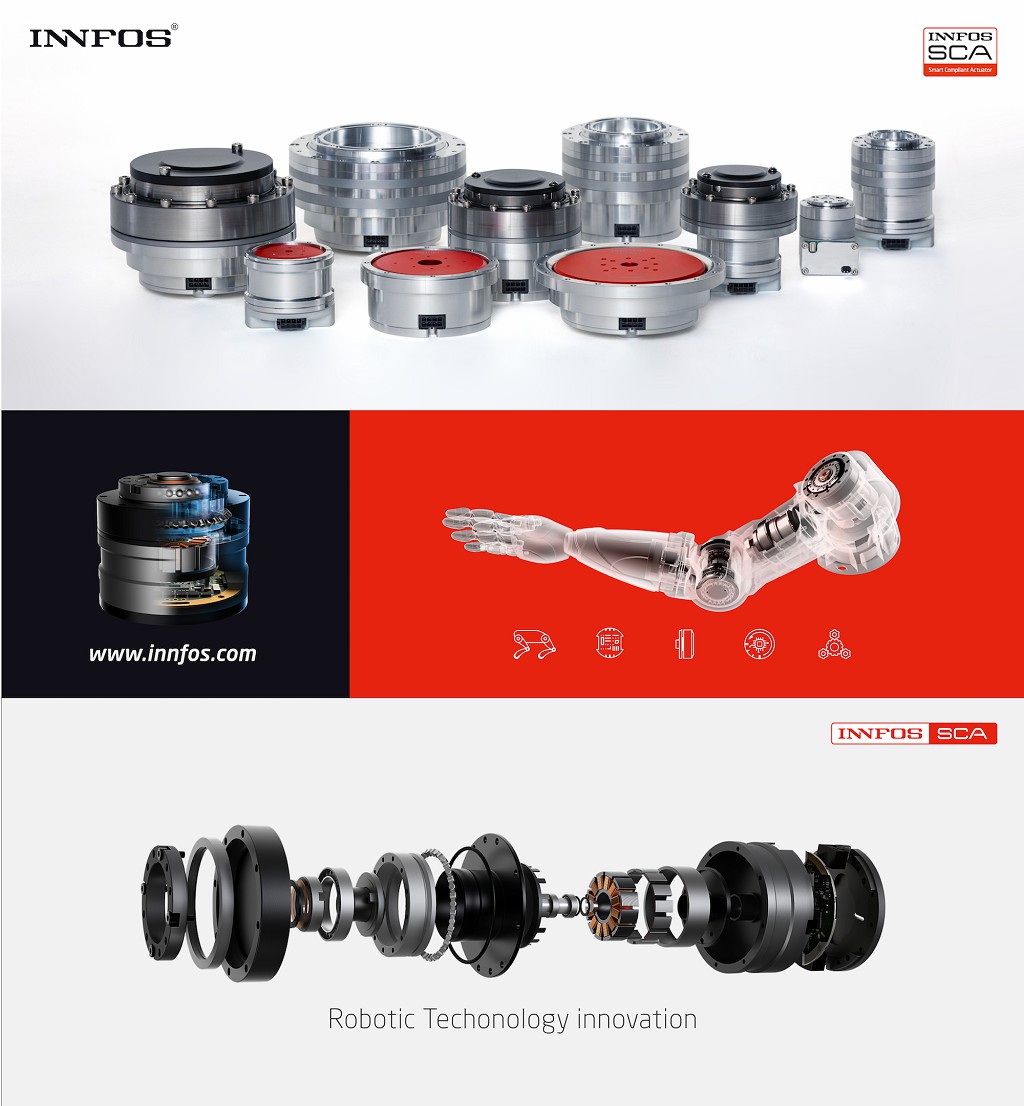 INNFOS®
INNFOS
SCA
Smart Compliant Actuator
www.innfos.com
INNFOS SCA
Robotic Techonology innovation